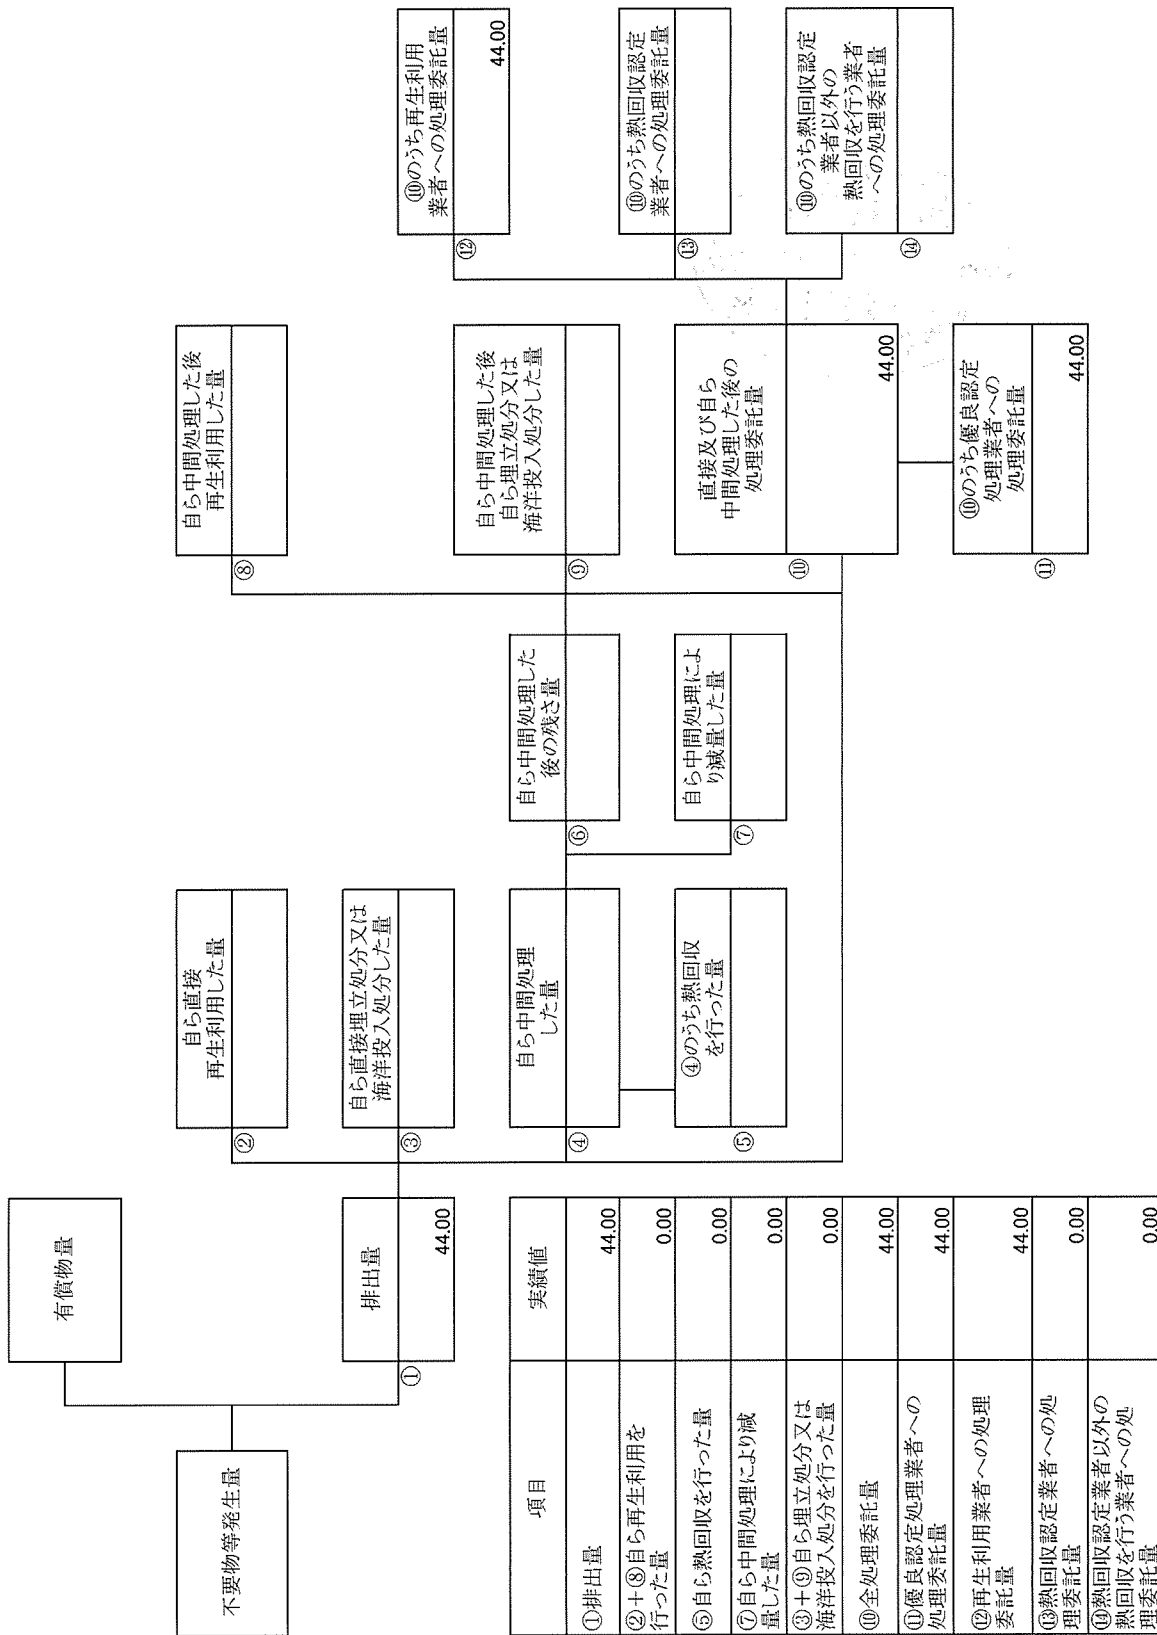 不要物等発生量
有償物量
排出量
①
44.00
自ら直接
再生利用した量
②
自ら直接埋立処分又は
海洋投入処分した量
③
自ら中間処理
した量
④
④のうち熱回収
を行った量
⑤
自ら中間処理した
後の残さ量
⑥
自ら中間処理によ
り減量した量
⑦
自ら中間処理した後
再生利用した量
⑧
自ら中間処理した後
自ら埋立処分又は
海洋投入処分した量
⑨
直接及び自ら
中間処理した後の
処理委託量
⑩
44.00
⑩のうち優良認定
処理業者への
処理委託量
⑪
44.00
⑩のうち再生利用
業者への処理委託量
⑫
44.00
⑩のうち熱回収認定
業者への処理委託量
⑬
⑩のうち熱回収認定
業者以外の
熱回収を行う業者
への処理委託量
⑭
項目 実績値
①排出量 44.00
②+⑧自ら再生利用を
行った量 0.00
⑤自ら熱回収を行った量 0.00
⑦自ら中間処理により減
量した量 0.00
③+⑨自ら埋立処分又は
海洋投入処分を行った量 0.00
⑩全処理委託量 44.00
⑪優良認定処理業者への
処理委託量 44.00
⑫再生利用業者への処理
委託量 44.00
⑬熱回収認定業者への処
理委託量 0.00
⑭熱回収認定業者以外の
熱回収を行う業者への処
理委託量 0.00